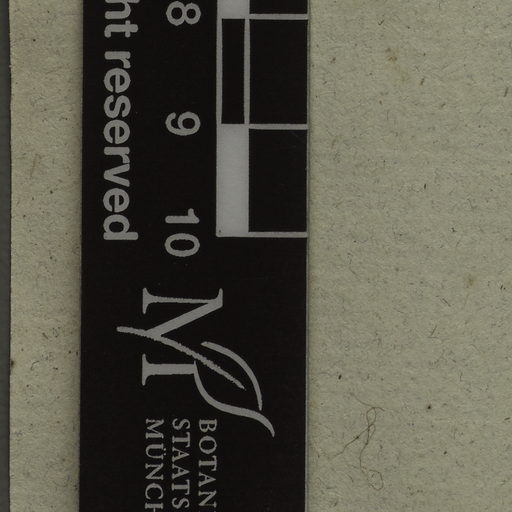 ht reserved
8 9 10
BOTAN
STAATS
MÜNCH